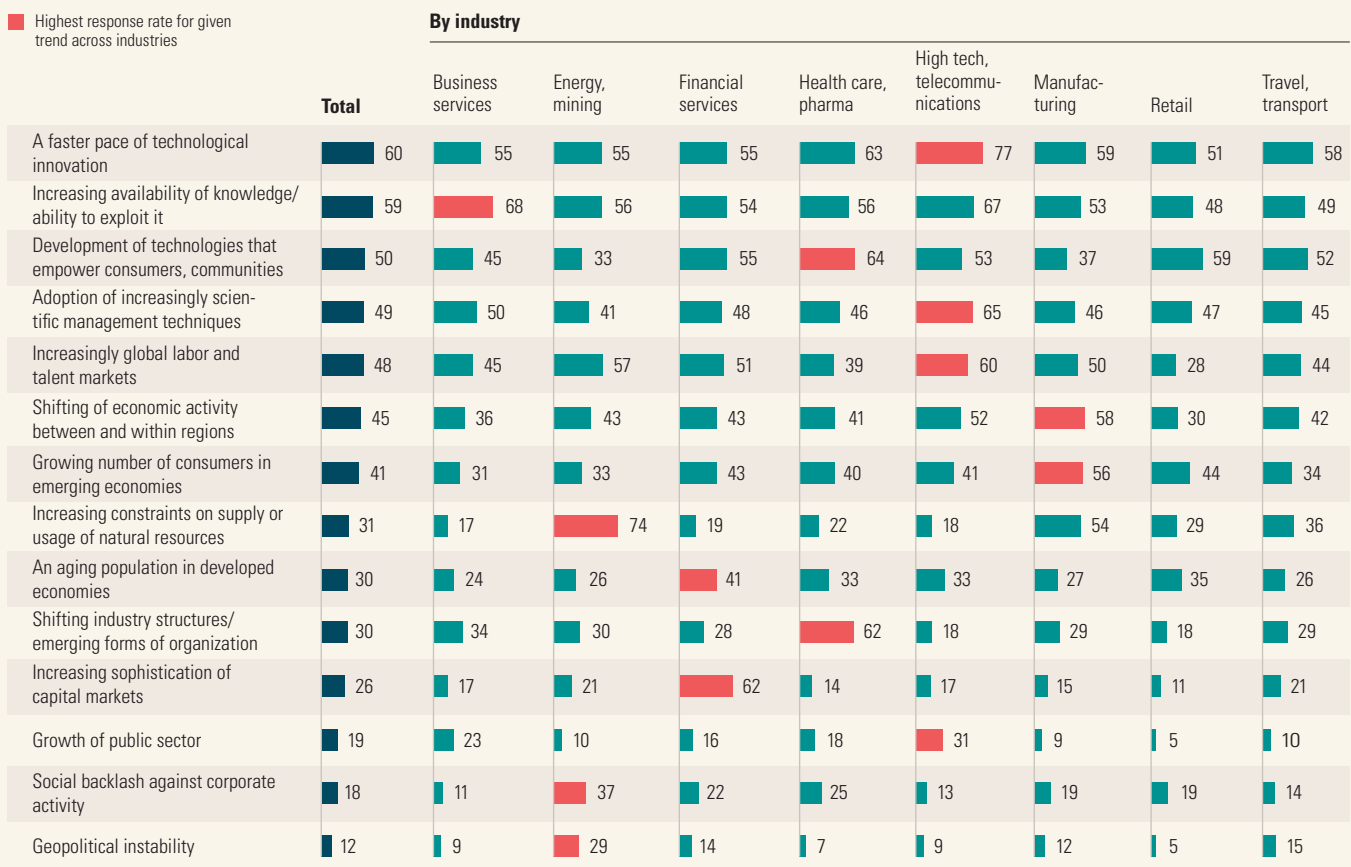 Highest response rate for given
trend across industries
By industry
Total
Business
services
Energy,
mining
Financial
services
Health care,
pharma
High tech,
telecommu-
nications
Manufac-
turing
Retail
Travel,
transport
A faster pace of technological
innovation
60 55 55 55 63 77 59 51 58
Increasing availability of knowledge/
ability to exploit it
59 68 56 54 56 67 53 48 49
Development of technologies that
empower consumers, communities
50 45 33 55 64 53 37 59 52
Adoption of increasingly scien-
tific management techniques
49 50 41 48 46 65 46 47 45
Increasingly global labor and
talent markets
48 45 57 51 39 60 50 28 44
Shifting of economic activity
between and within regions
45 36 43 43 41 52 58 30 42
Growing number of consumers in
emerging economies
41 31 33 43 40 41 56 44 34
Increasing constraints on supply or
usage of natural resources
31 17 74 19 22 18 54 29 36
An aging population in developed
economies
30 24 26 41 33 33 27 35 26
Shifting industry structures/
emerging forms of organization
30 34 30 28 62 18 29 18 29
Increasing sophistication of
capital markets
26 17 21 62 14 17 15 11 21
Growth of public sector
19 23 10 16 18 31 9 5 10
Social backlash against corporate
activity
18 11 37 22 25 13 19 19 14
Geopolitical instability
12 9 29 14 7 9 12 5 15